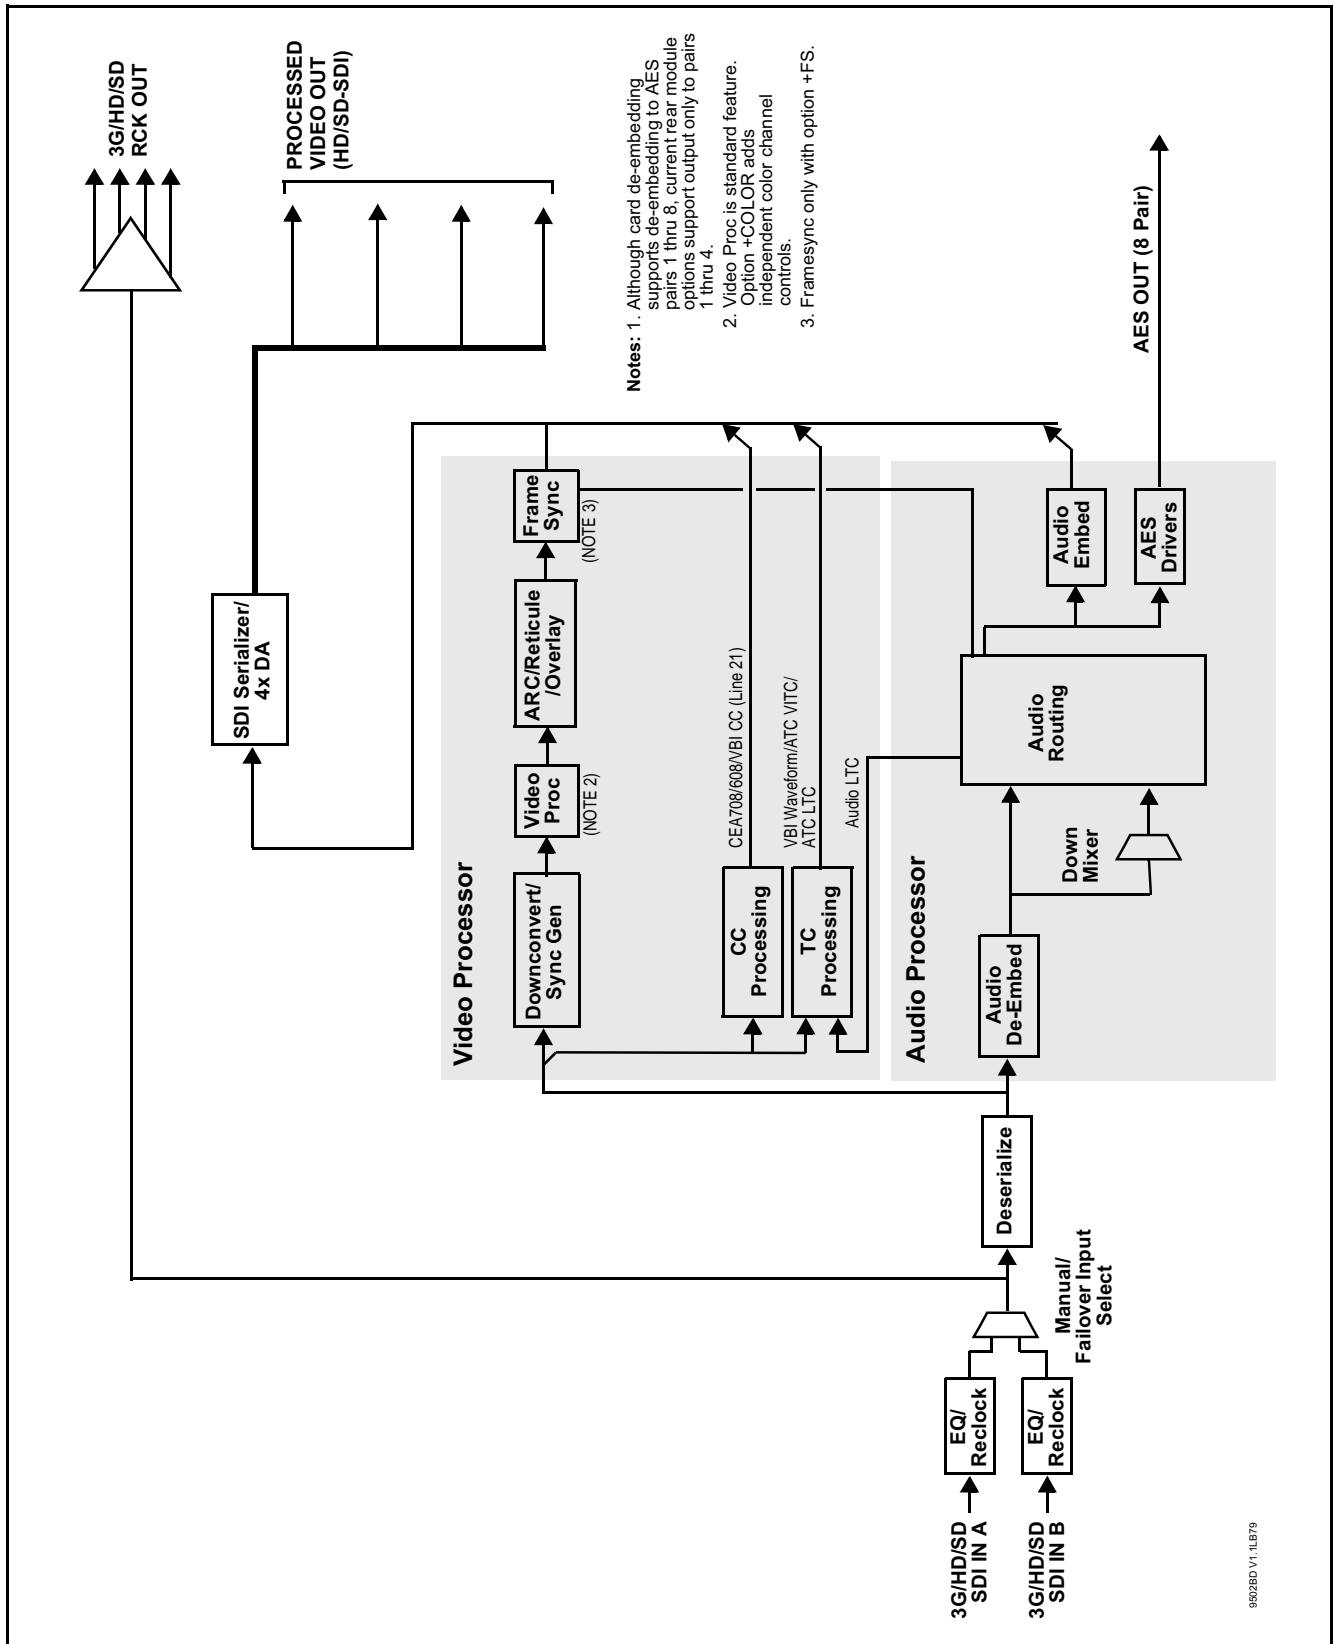 3G/HD/SD
RCK OUT
PROCESSED
VIDEO OUT
(HD/SD-SDI)
SDI Serializer/
4x DA
Video Processor
Downconvert/
Sync Gen
Video
Proc
(NOTE 2)
ARC/Reticule
/Overlay
Frame
Sync
(NOTE 3)
CC
Processing
CEA708/608/VBI CC (Line 21)
TC
Processing
VBI Waveform/ATC VITC/
ATC LTC
Audio LTC
Notes: 1. Although card de-embedding
supports de-embedding to AES
pairs 1 thru 8, current rear module
options support output only to pairs
1 thru 4.
2. Video Proc is standard feature.
Option +COLOR adds
independent color channel
controls.
3. Framesync only with option +FS.
Audio Processor
Audio
De-Embed
Down
Mixer
Audio
Routing
Audio
Embed
AES
Drivers
AES OUT (8 Pair)
Deserialize
Manual/
Failover Input
Select
EQ/
Reclock
EQ/
Reclock
3G/HD/SD
SDI IN A
3G/HD/SD
SDI IN B
9502BD V1.1LB79